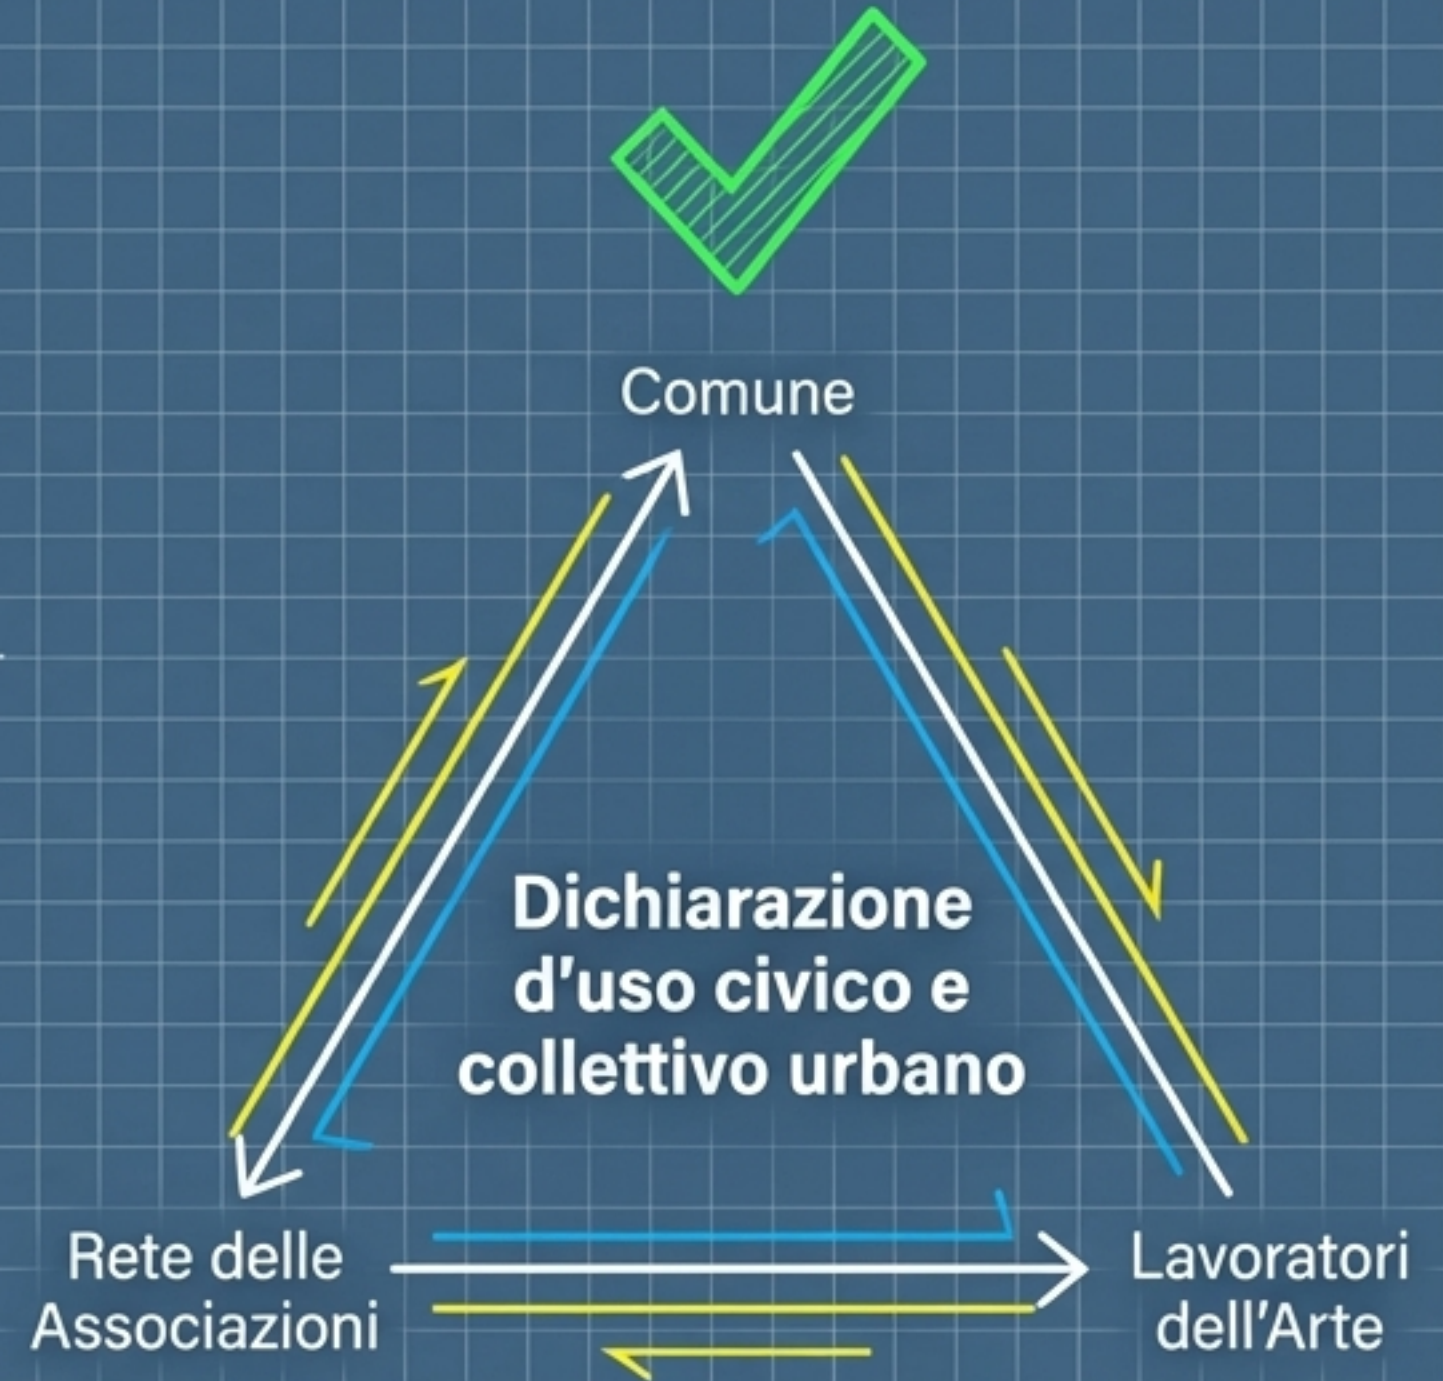 Comune
Dichiarazione
d'uso civico e
collettivo urbano
Rete delle
Associazioni
Lavoratori
dell'Arte